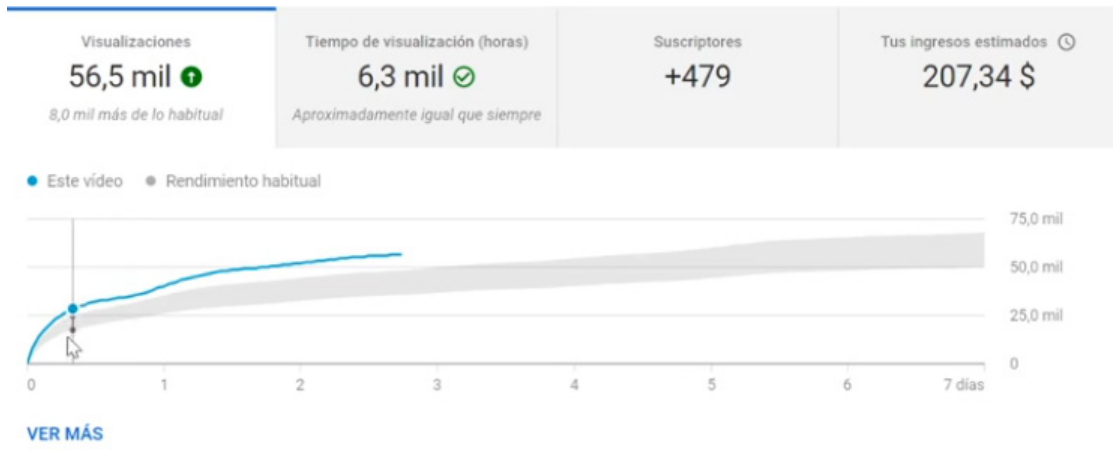 Visualizaciones
56,5 mil
8,0 mil más de lo habitual
Tiempo de visualización (horas)
6,3 mil
Aproximadamente igual que siempre
Suscriptores
+479
Tus ingresos estimados
207,34 $
Este vídeo
Rendimiento habitual
75,0 mil
50,0 mil
25,0 mil
0
0 1 2 3 4 5 6 7 días
VER MÁS